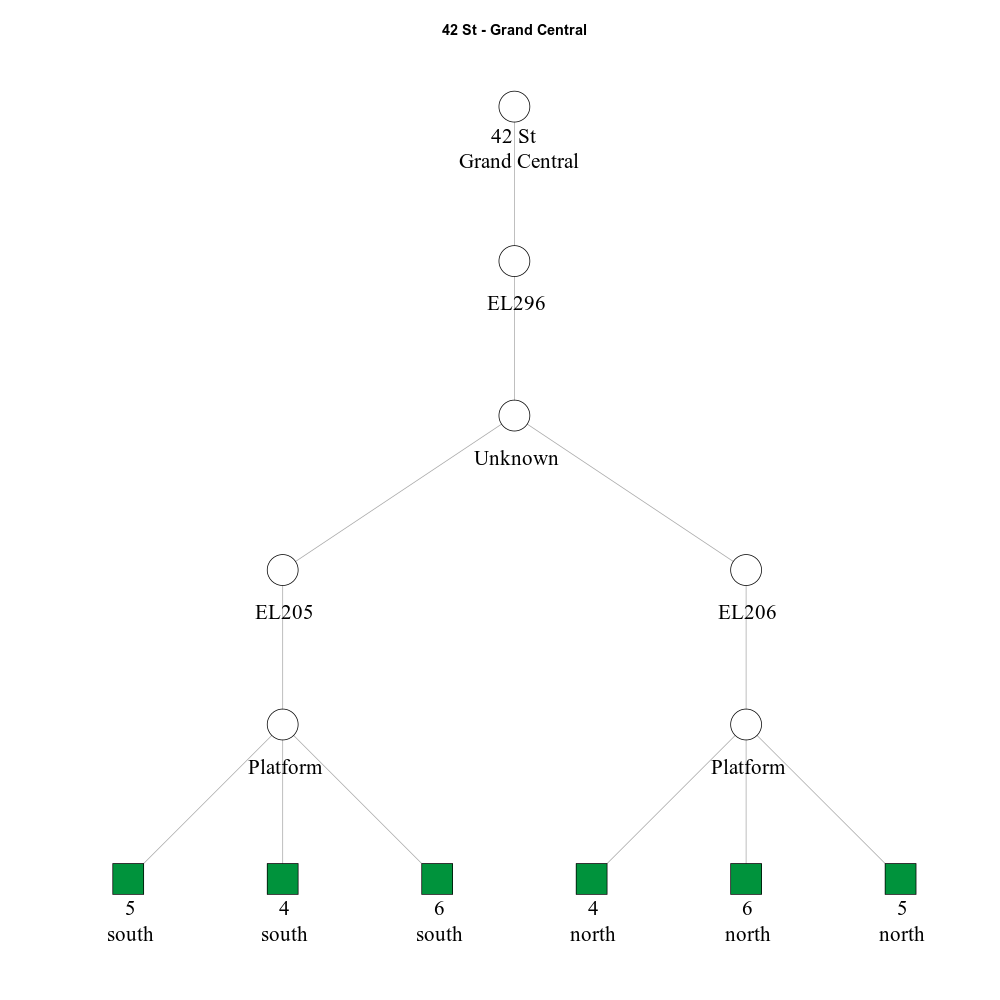 42 St - Grand Central
42 St
Grand Central
EL296
Unknown
EL205
EL206
Platform
Platform
5
south
4
south
6
south
4
north
6
north
5
north